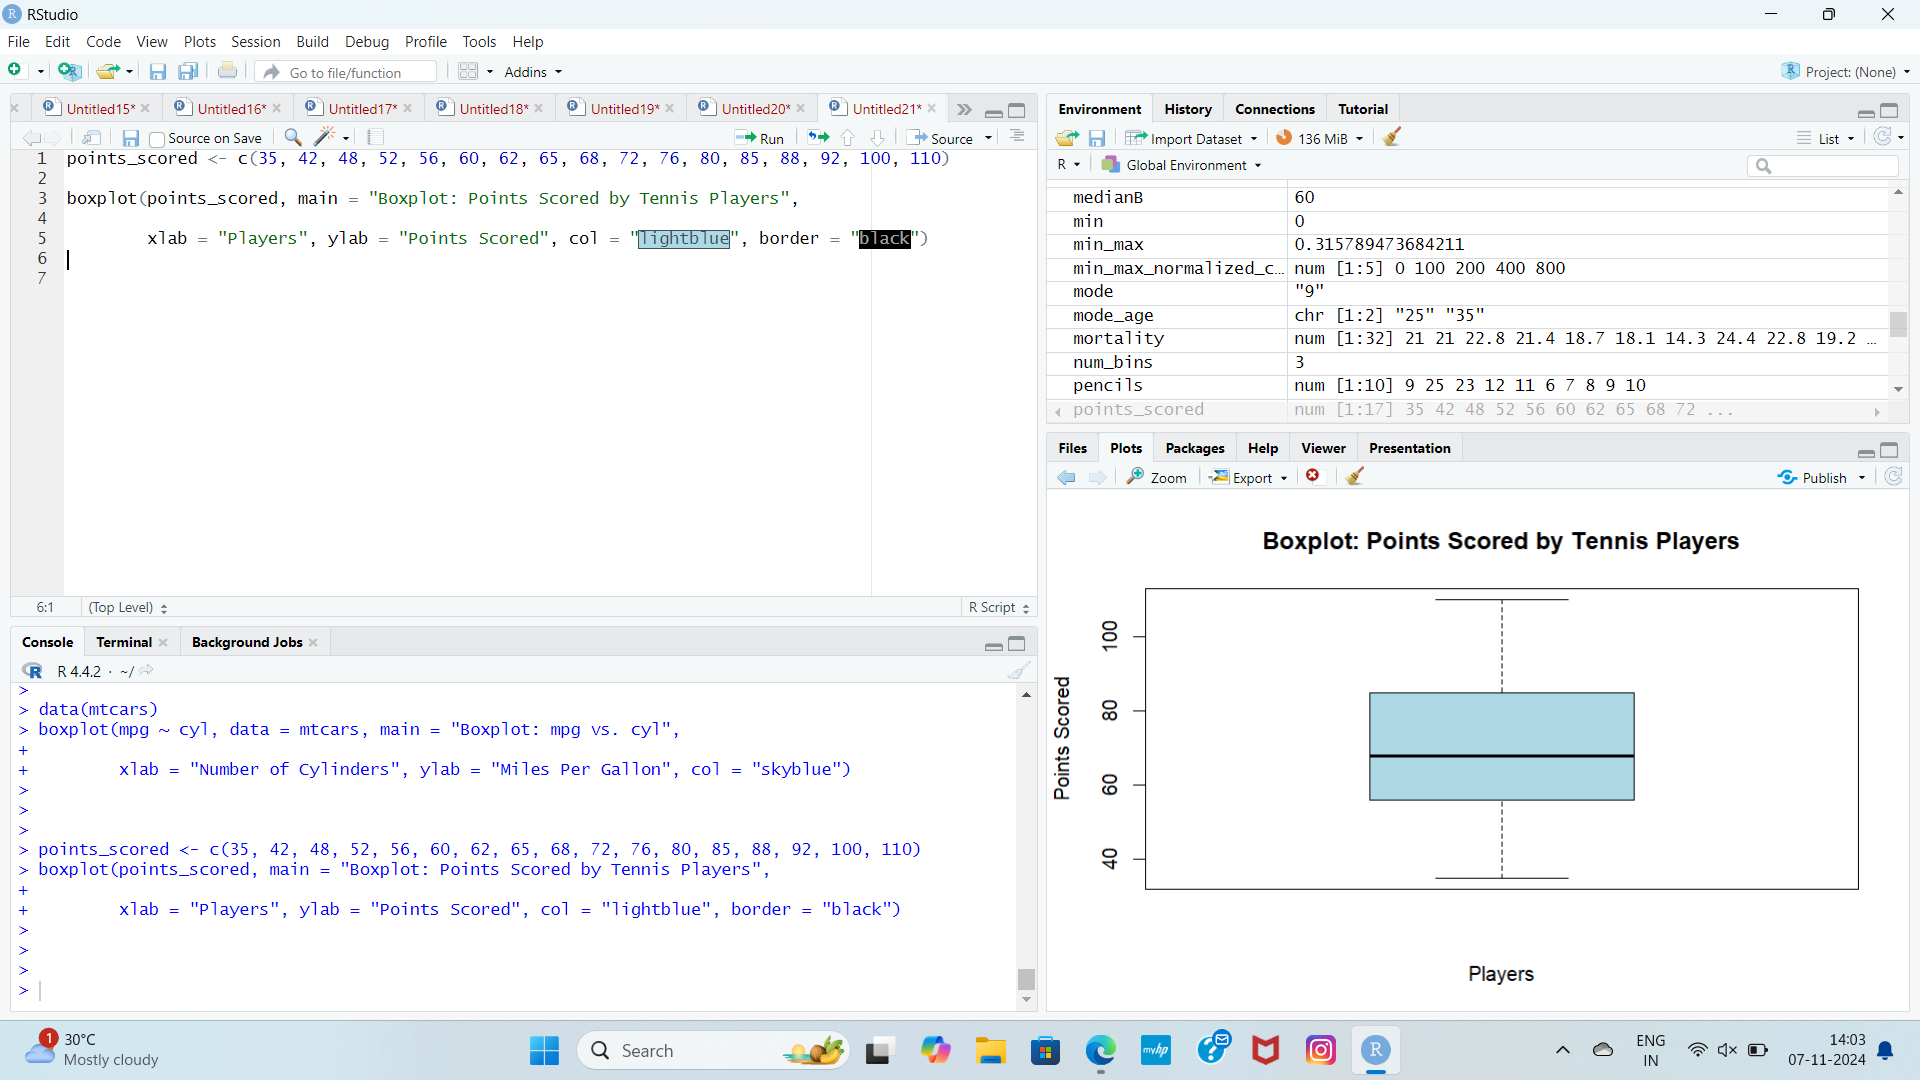 RStudio
File Edit Code View Plots Session Build Debug Profile Tools Help
Go to file/function Addins Project: (None)
Untitled15* Untitled16* Untitled17* Untitled18* Untitled19* Untitled20* Untitled21*
Source on Save Run Source
1 points_scored <- c(35, 42, 48, 52, 56, 60, 62, 65, 68, 72, 76, 80, 85, 88, 92, 100, 110)
2
3 boxplot(points_scored, main = "Boxplot: Points Scored by Tennis Players",
4
5 xlab = "Players", ylab = "Points Scored", col = "lightblue", border = "black")
6
7
6:1 (Top Level) R Script
Console Terminal Background Jobs
R 4.4.2 · ~/
>
> data(mtcars)
> boxplot(mpg ~ cyl, data = mtcars, main = "Boxplot: mpg vs. cyl",
+
+ xlab = "Number of Cylinders", ylab = "Miles Per Gallon", col = "skyblue")
>
>
>
> points_scored <- c(35, 42, 48, 52, 56, 60, 62, 65, 68, 72, 76, 80, 85, 88, 92, 100, 110)
> boxplot(points_scored, main = "Boxplot: Points Scored by Tennis Players",
+
+ xlab = "Players", ylab = "Points Scored", col = "lightblue", border = "black")
>
>
>
>
Environment History Connections Tutorial
Import Dataset 136 MiB List
R Global Environment
medianB 60
min 0
min_max 0.315789473684211
min_max_normalized_c... num [1:5] 0 100 200 400 800
mode "9"
mode_age chr [1:2] "25" "35"
mortality num [1:32] 21 21 22.8 21.4 18.7 18.1 14.3 24.4 22.8 19.2 ...
num_bins 3
pencils num [1:10] 9 25 23 12 11 6 7 8 9 10
points_scored num [1:17] 35 42 48 52 56 60 62 65 68 72 ...
Files Plots Packages Help Viewer Presentation
Zoom Export Publish
Boxplot: Points Scored by Tennis Players
Points Scored
100
80
60
40
Players
1
30°C
Mostly cloudy
Search
myhp
R
ENG
IN
14:03
07-11-2024